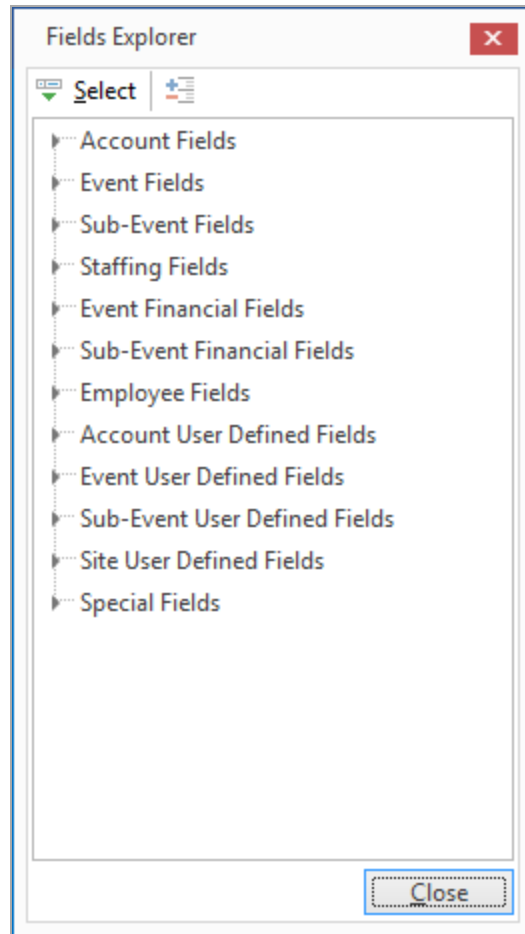 Fields Explorer
Select
Account Fields
Event Fields
Sub-Event Fields
Staffing Fields
Event Financial Fields
Sub-Event Financial Fields
Employee Fields
Account User Defined Fields
Event User Defined Fields
Sub-Event User Defined Fields
Site User Defined Fields
Special Fields
Close